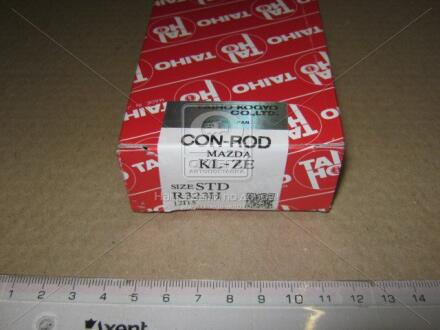 TAIHO
TAIHO
TAIHO
TAIHO KOGYO
CO.,LTD.
CON-ROD
MAZDA
KL-ZE
SIZE STD
R323H
1 2 3 4 5 6 7 8 9 10 11 12 13 14